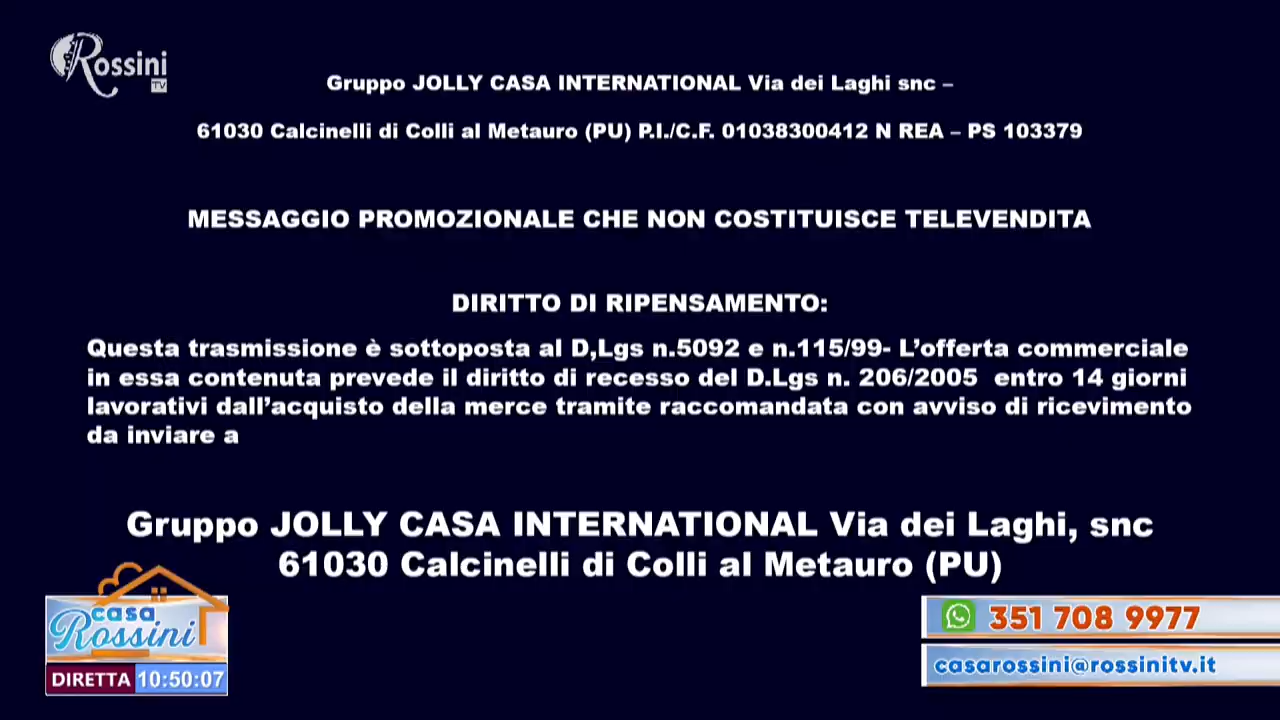 Rossini
TV
Gruppo JOLLY CASA INTERNATIONAL Via dei Laghi snc –
61030 Calcinelli di Colli al Metauro (PU) P.I./C.F. 01038300412 N REA – PS 103379
MESSAGGIO PROMOZIONALE CHE NON COSTITUISCE TELEVENDITA
DIRITTO DI RIPENSAMENTO:
Questa trasmissione è sottoposta al D,Lgs n.5092 e n.115/99- L’offerta commerciale
in essa contenuta prevede il diritto di recesso del D.Lgs n. 206/2005 entro 14 giorni
lavorativi dall’acquisto della merce tramite raccomandata con avviso di ricevimento
da inviare a
Gruppo JOLLY CASA INTERNATIONAL Via dei Laghi, snc
61030 Calcinelli di Colli al Metauro (PU)
casa
Rossini
DIRETTA 10:50:07
351 708 9977
casarossini@rossinitv.it